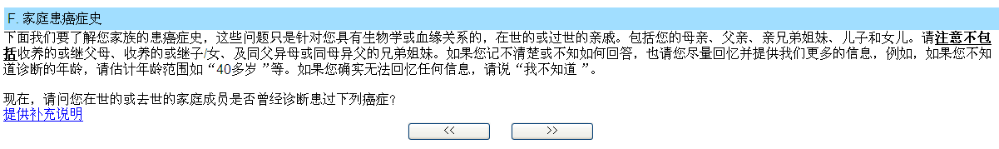 F. 家庭患癌症史
下面我们要了解您家族的患癌症史，这些问题只是针对您具有生物学或血缘关系的，在世的或过世的亲戚。包括您的母亲、父亲、亲兄弟姐妹、儿子和女儿。请注意不包
括收养的或继父母、收养的或继子/女、及同父异母或同母异父的兄弟姐妹。如果您记不清楚或不知如何回答，也请您尽量回忆并提供我们更多的信息，例如，如果您不知
道诊断的年龄，请估计年龄范围如“40多岁”等。如果您确实无法回忆任何信息，请说“我不知道”。
现在，请问您在世的或去世的家庭成员是否曾经诊断患过下列癌症?
提供补充说明
<< >>